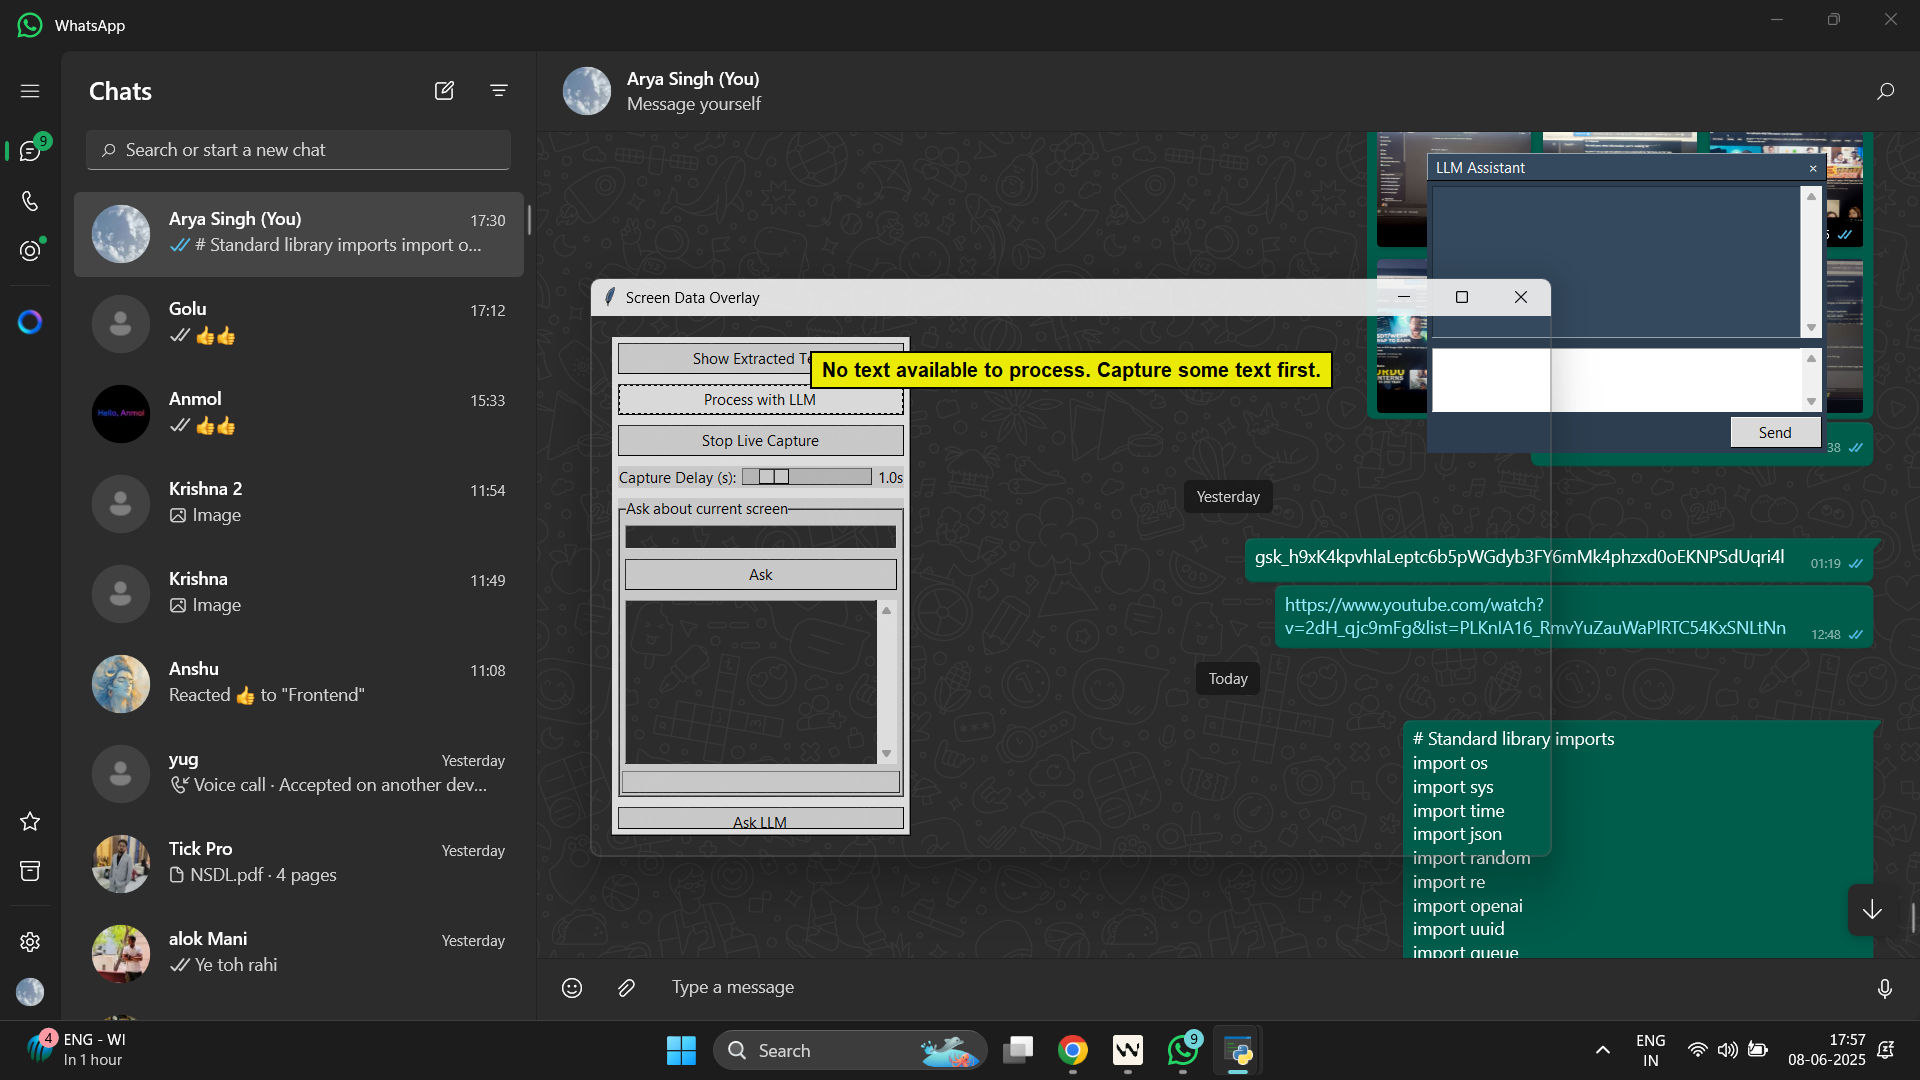 WhatsApp
Chats
Search or start a new chat
9
Arya Singh (You)
17:30
# Standard library imports import o...
Golu
17:12
👍👍
Anmol
15:33
👍👍
Hello, Anmol
Krishna 2
11:54
Image
Krishna
11:49
Image
Anshu
11:08
Reacted 👍 to "Frontend"
yug
Yesterday
Voice call · Accepted on another dev...
Tick Pro
Yesterday
NSDL.pdf · 4 pages
alok Mani
Yesterday
Ye toh rahi
Arya Singh (You)
Message yourself
LLM Assistant
Send
38
Screen Data Overlay
Show Extracted Te
No text available to process. Capture some text first.
Process with LLM
Stop Live Capture
Capture Delay (s):
1.0s
Ask about current screen
Ask
Ask LLM
Yesterday
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
01:19
https://www.youtube.com/watch?
v=2dH_qjc9mFg&list=PLKnIA16_RmvYuZauWaPlRTC54KxSNLtNn
12:48
Today
# Standard library imports
import os
import sys
import time
import json
import random
import re
import openai
import uuid
import queue
Type a message
4
ENG - WI
In 1 hour
Search
9
ENG
IN
17:57
08-06-2025